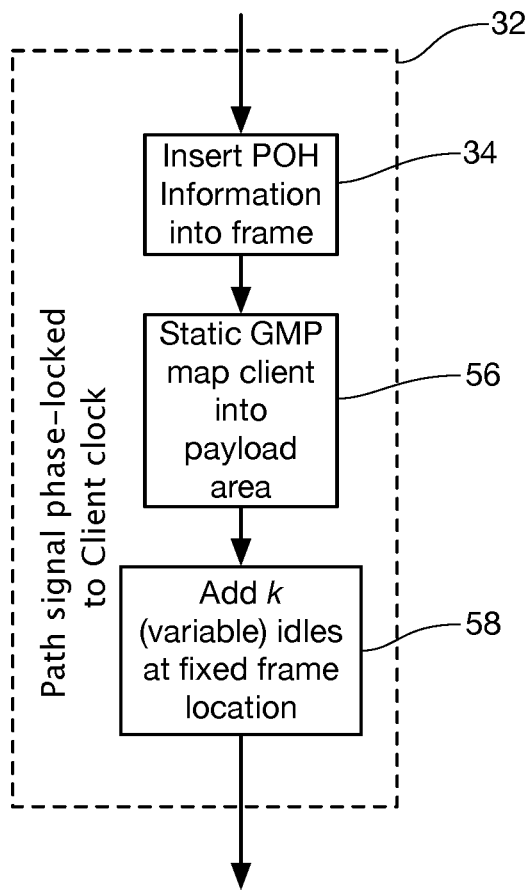 32
Insert POH
Information
into frame
34
Static GMP
map client
into
payload
area
56
Add k
(variable) idles
at fixed frame
location
58
Path signal phase-locked
to Client clock